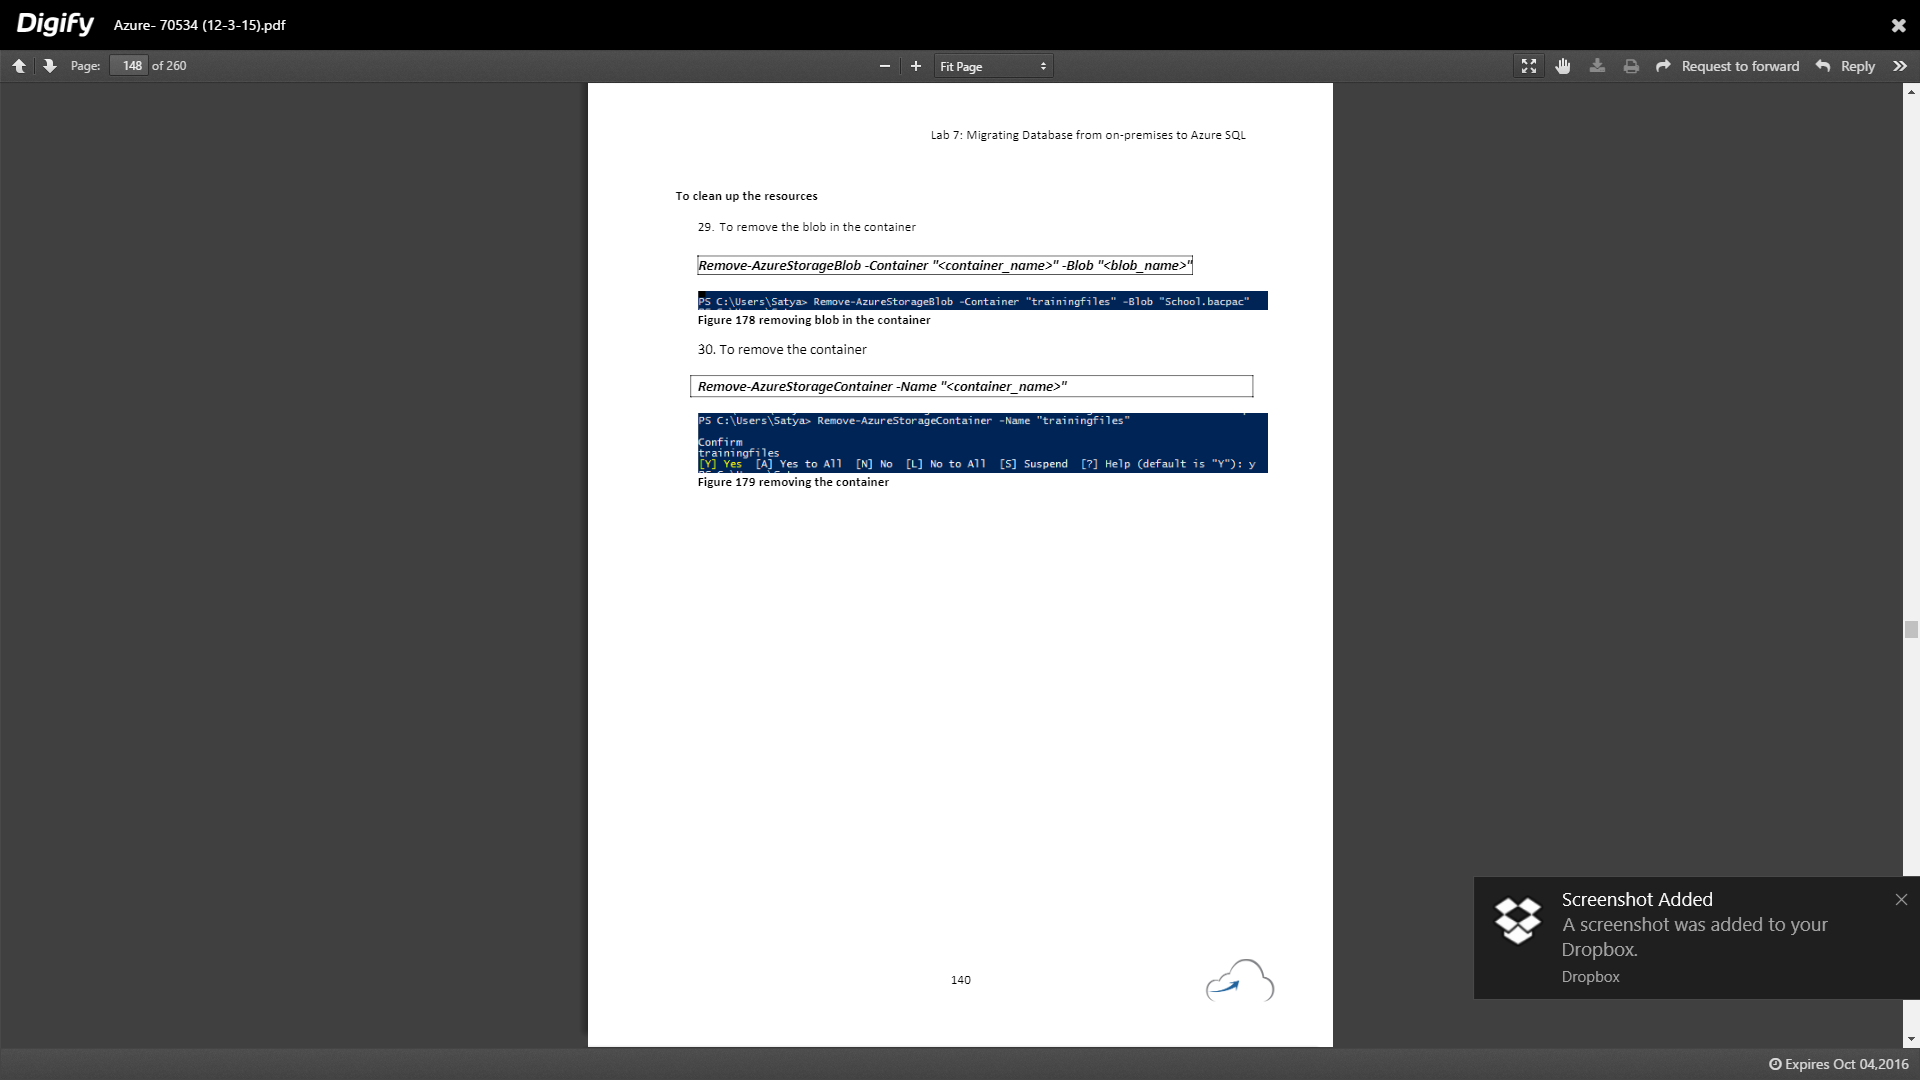 Digify Azure- 70534 (12-3-15).pdf
Page: 148 of 260 Fit Page Request to forward Reply
Lab 7: Migrating Database from on-premises to Azure SQL
To clean up the resources
29. To remove the blob in the container
Remove-AzureStorageBlob -Container "<container_name>" -Blob "<blob_name>"
PS C:\Users\Satya> Remove-AzureStorageBlob -Container "trainingfiles" -Blob "School.bacpac"
Figure 178 removing blob in the container
30. To remove the container
Remove-AzureStorageContainer -Name "<container_name>"
PS C:\Users\Satya> Remove-AzureStorageContainer -Name "trainingfiles"
Confirm
trainingfiles
[Y] Yes [A] Yes to All [N] No [L] No to All [S] Suspend [?] Help (default is "Y"): y
Figure 179 removing the container
140
Screenshot Added
A screenshot was added to your
Dropbox.
Dropbox
Expires Oct 04,2016